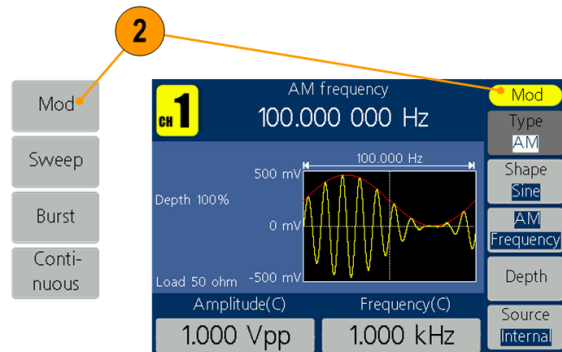 2
Mod
Sweep
Burst
Conti-
nuous
CH 1
AM frequency
100.000 000 Hz
100.000 Hz
500 mV
Depth 100%
0 mV
Load 50 ohm
-500 mV
Amplitude(C)
Frequency(C)
1.000 Vpp
1.000 kHz
Mod
Type
AM
Shape
Sine
AM
Frequency
Depth
Source
Internal